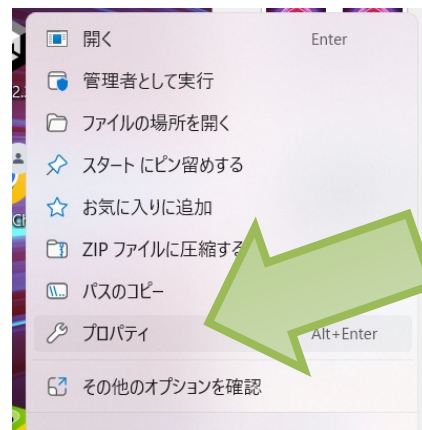 開く Enter
管理者として実行
ファイルの場所を開く
スタート にピン留めする
お気に入りに追加
ZIP ファイルに圧縮する
パスのコピー
プロパティ Alt+Enter
その他のオプションを確認